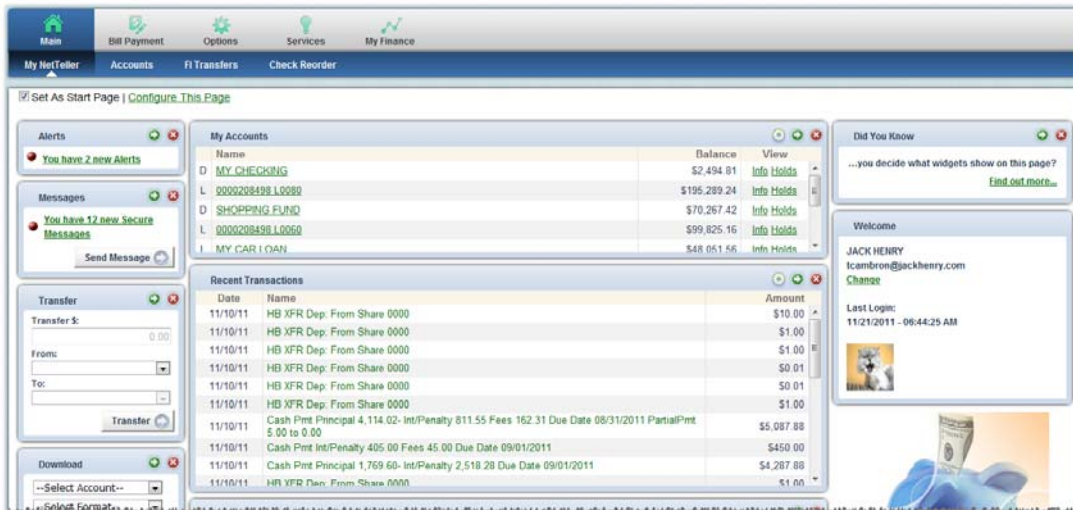 Main
Bill Payment
Options
Services
My Finance
My NetTeller
Accounts
FI Transfers
Check Reorder
Set As Start Page | Configure This Page
Alerts
You have 2 new Alerts
Messages
You have 12 new Secure
Messages
Send Message
Transfer
Transfer $:
0.00
From:
To:
Transfer
Download
--Select Account--
--Select Format--
My Accounts
Name Balance View
D MY CHECKING $2,494.81 Info Holds
L 0000208498 L0080 $195,289.24 Info Holds
D SHOPPING FUND $70,267.42 Info Holds
L 0000208498 L0060 $99,825.16 Info Holds
L MY CAR LOAN $48,051.56 Info Holds
Recent Transactions
Date Name Amount
11/10/11 HB XFR Dep: From Share 0000 $10.00
11/10/11 HB XFR Dep: From Share 0000 $1.00
11/10/11 HB XFR Dep: From Share 0000 $1.00
11/10/11 HB XFR Dep: From Share 0000 $0.01
11/10/11 HB XFR Dep: From Share 0000 $0.01
11/10/11 HB XFR Dep: From Share 0000 $1.00
11/10/11 Cash Pmt Principal 4,114.02- Int/Penalty 811.55 Fees 162.31 Due Date 08/31/2011 PartialPmt $5,087.88
5.00 to 0.00
11/10/11 Cash Pmt Int/Penalty 405.00 Fees 45.00 Due Date 09/01/2011 $450.00
11/10/11 Cash Pmt Principal 1,769.60- Int/Penalty 2,518.28 Due Date 09/01/2011 $4,287.88
11/10/11 HB XFR Dep: From Share 0000 $1.00
Did You Know
...you decide what widgets show on this page?
Find out more...
Welcome
JACK HENRY
tcambron@jackhenry.com
Change
Last Login:
11/21/2011 - 06:44:25 AM